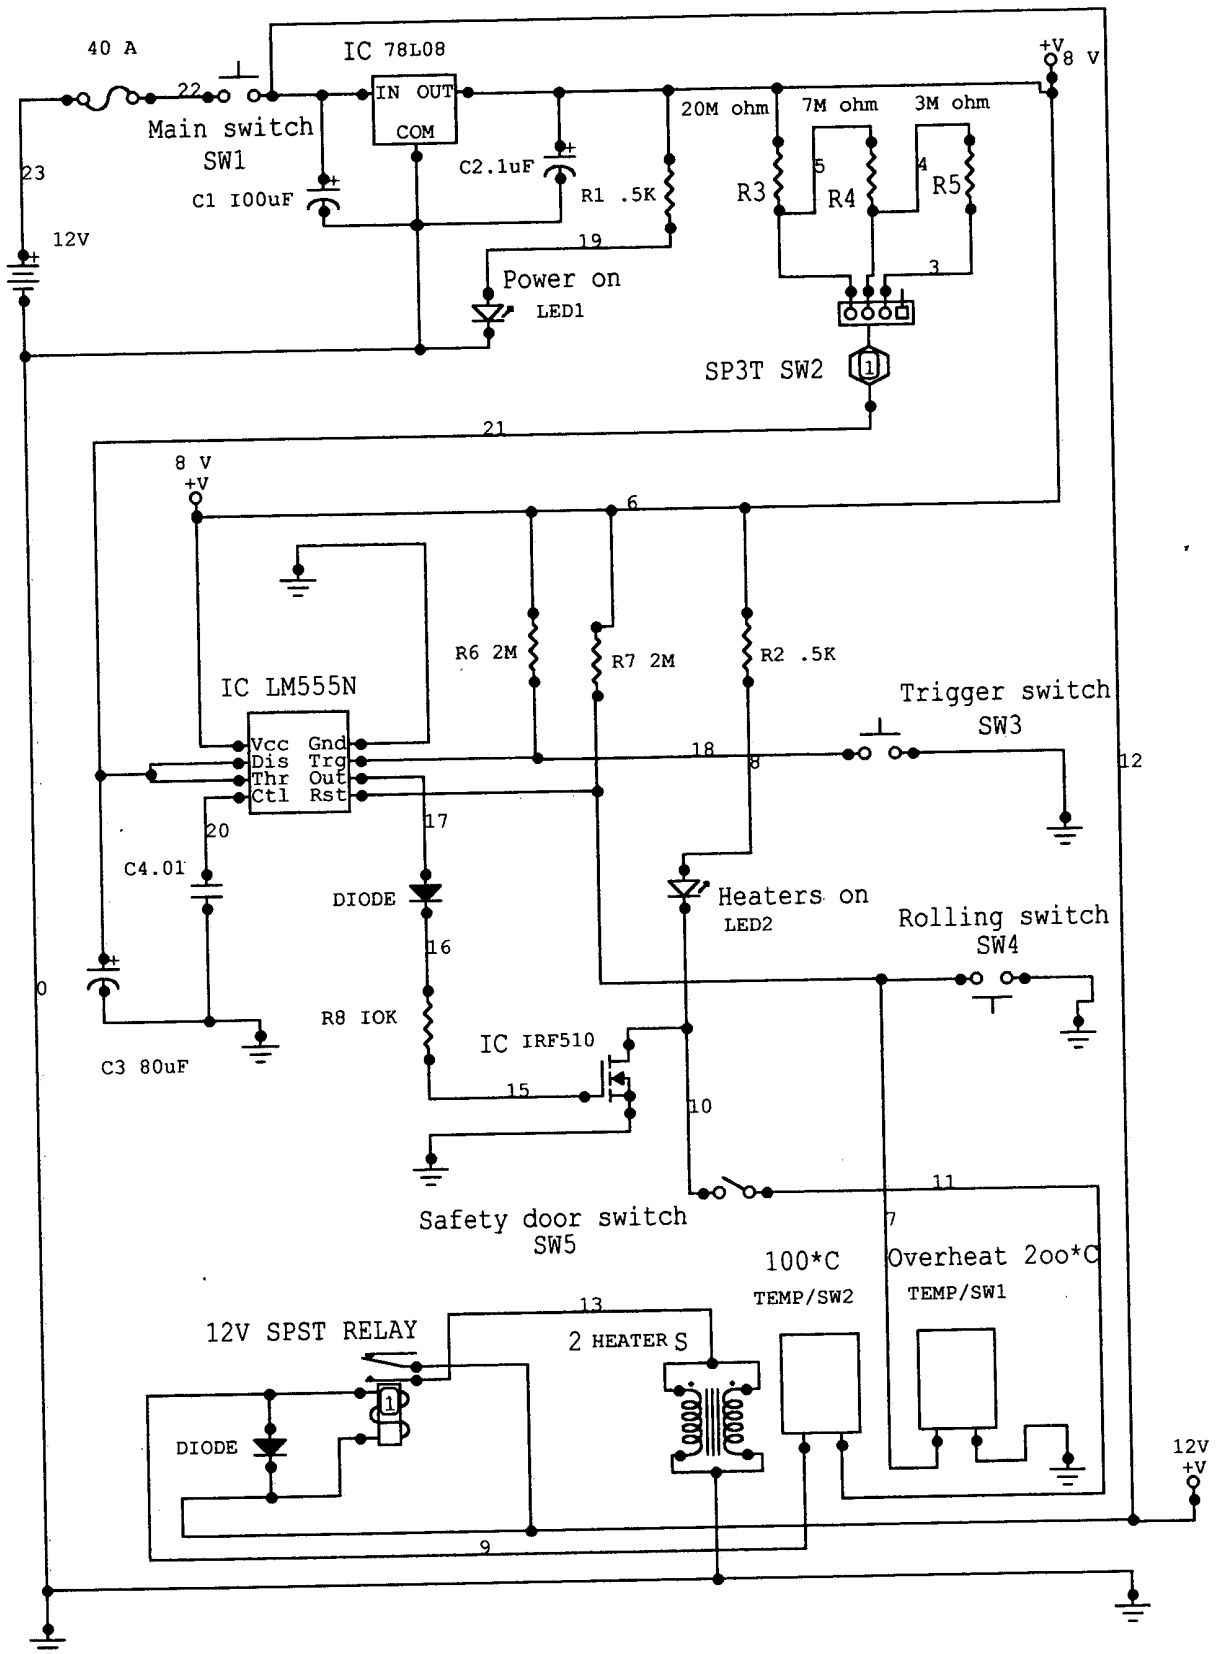 40 A
IC 78L08
+V
8 V
22
IN OUT
COM
20M ohm
7M ohm
3M ohm
Main switch
SW1
23
C1 I00uF
C2.1uF
R1 .5K
R3
5
R4
4
R5
12V
19
3
Power on
LED1
SP3T SW2
1
21
8 V
+V
6
R6 2M
R7 2M
R2 .5K
IC LM555N
Trigger switch
SW3
Vcc Gnd
Dis Trg
Thr Out
Ctl Rst
18
8
12
20
17
C4.01
DIODE
Heaters on
LED2
Rolling switch
SW4
16
0
R8 IOK
IC IRF510
C3 80uF
15
10
11
Safety door switch
SW5
7
100*C
TEMP/SW2
Overheat 2oo*C
TEMP/SW1
13
12V SPST RELAY
2 HEATER S
1
DIODE
12V
+V
9